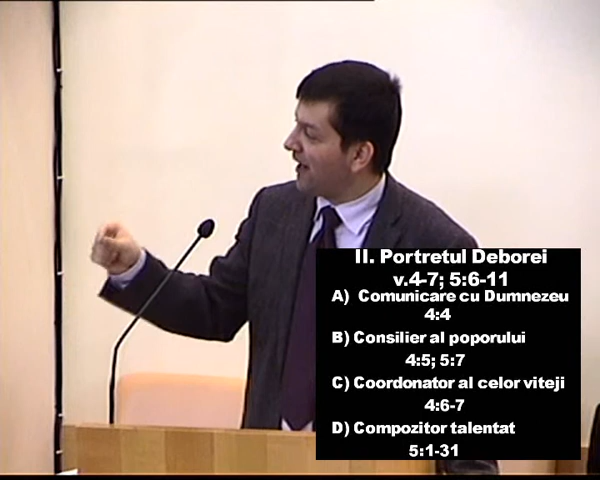 II. Portretul Deborei
v.4-7; 5:6-11
A) Comunicare cu Dumnezeu
4:4
B) Consilier al poporului
4:5; 5:7
C) Coordonator al celor viteji
4:6-7
D) Compozitor talentat
5:1-31